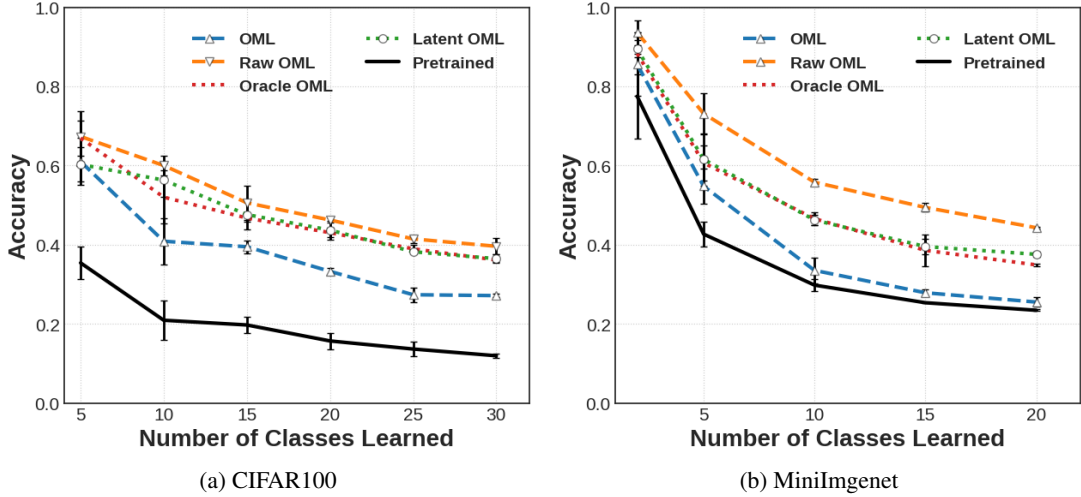 1.0
0.8
0.6
0.4
0.2
0.0
Accuracy
OML
Raw OML
Oracle OML
Latent OML
Pretrained
5 10 15 20 25 30
Number of Classes Learned
(a) CIFAR100
1.0
0.8
0.6
0.4
0.2
0.0
Accuracy
OML
Raw OML
Oracle OML
Latent OML
Pretrained
5 10 15 20
Number of Classes Learned
(b) MiniImgenet